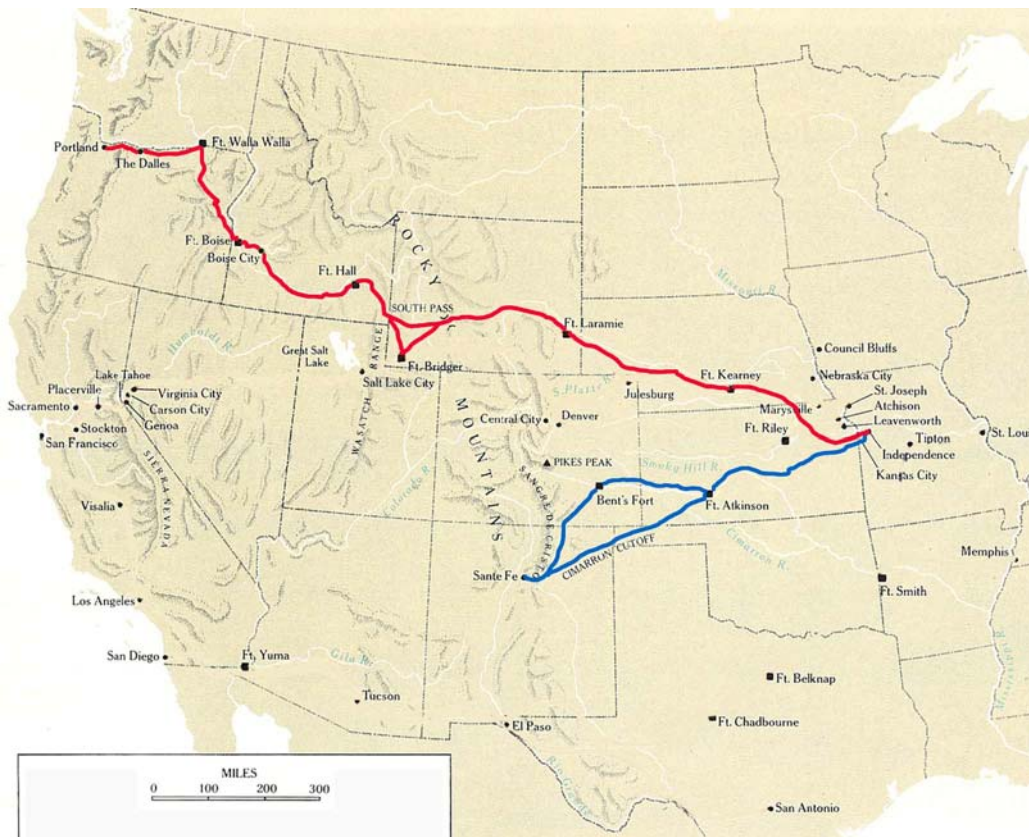 Portland
The Dalles
Ft. Walla Walla
Ft. Boise
Boise City
Ft. Hall
ROCKY
MOUNTAINS
SOUTH PASS
Ft. Laramie
Missouri R.
Humboldt R.
Great Salt
Lake
Salt Lake City
Ft. Bridger
WASATCH RANGE
S. Platte R.
Julesburg
Ft. Kearney
Council Bluffs
Nebraska City
St. Joseph
Atchison
Leavenworth
Marysville
Ft. Riley
Tipton
Independence
Kansas City
St. Loui
Lake Tahoe
Placerville
Virginia City
Carson City
Genoa
Sacramento
Stockton
San Francisco
SIERRA NEVADA
Visalia
Central City
Denver
PIKES PEAK
Smoky Hill R.
Colorado R.
SANGRE DE CRISTO
Bent's Fort
Ft. Atkinson
CIMARRON CUTOFF
Cimarron R.
Sante Fe
Memphis
Ft. Smith
Los Angeles
San Diego
Ft. Yuma
Gila R.
Tucson
Ft. Belknap
Ft. Chadbourne
El Paso
Rio Grande
San Antonio
Mississippi R.
MILES
0 100 200 300